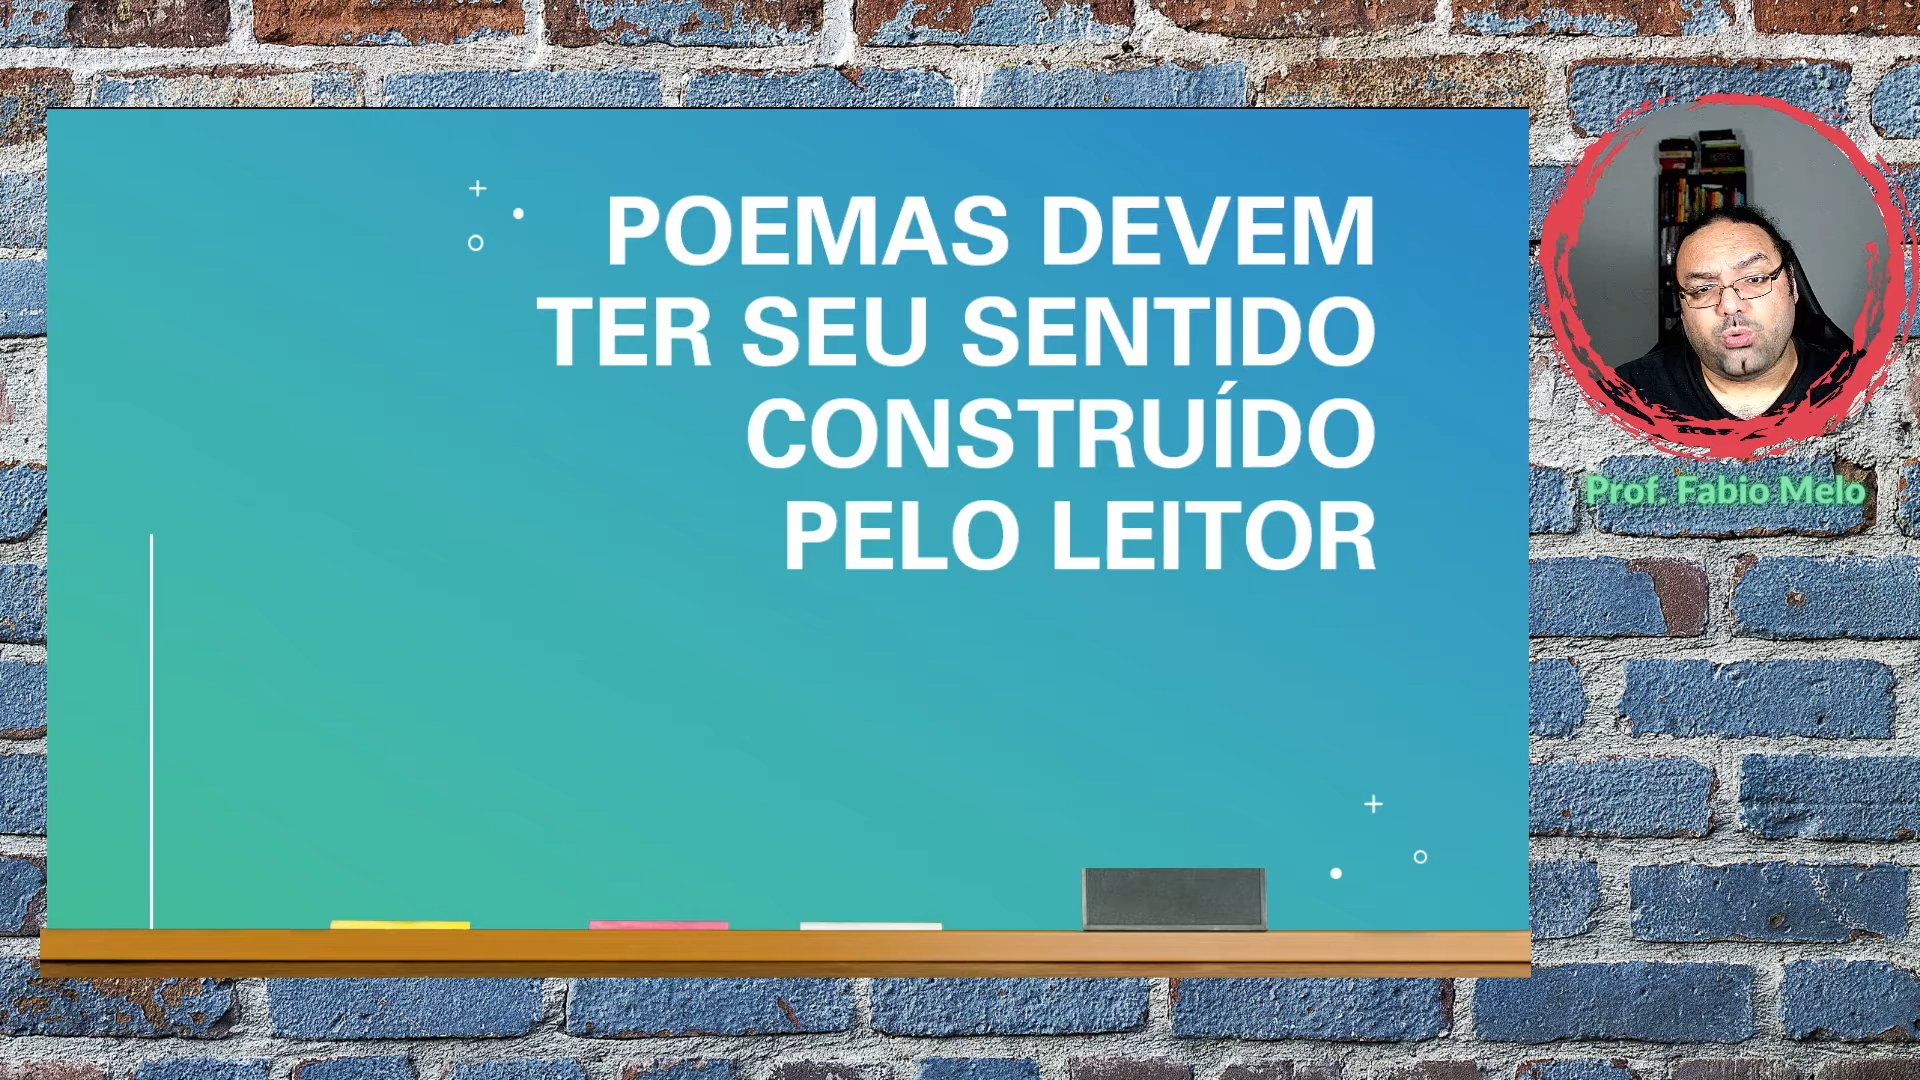 POEMAS DEVEM
TER SEU SENTIDO
CONSTRUÍDO
PELO LEITOR
Prof. Fabio Melo